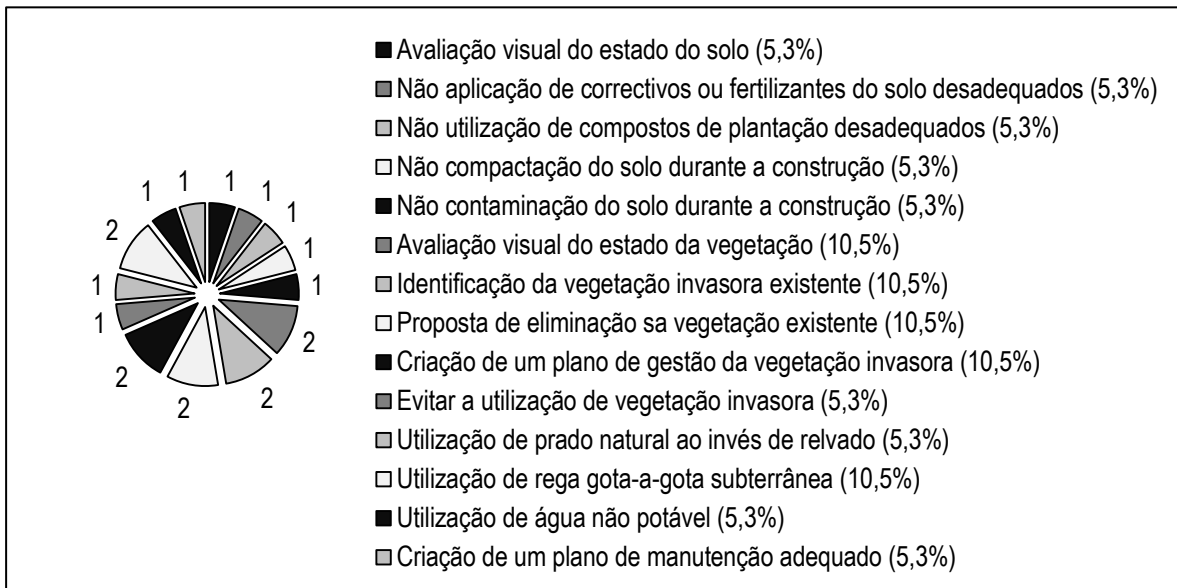 Avaliação visual do estado do solo (5,3%)
Não aplicação de correctivos ou fertilizantes do solo desadequados (5,3%)
Não utilização de compostos de plantação desadequados (5,3%)
Não compactação do solo durante a construção (5,3%)
Não contaminação do solo durante a construção (5,3%)
Avaliação visual do estado da vegetação (10,5%)
Identificação da vegetação invasora existente (10,5%)
Proposta de eliminação sa vegetação existente (10,5%)
Criação de um plano de gestão da vegetação invasora (10,5%)
Evitar a utilização de vegetação invasora (5,3%)
Utilização de prado natural ao invés de relvado (5,3%)
Utilização de rega gota-a-gota subterrânea (10,5%)
Utilização de água não potável (5,3%)
Criação de um plano de manutenção adequado (5,3%)
1
1
1
1
1
2
2
2
2
1
1
2
1
1